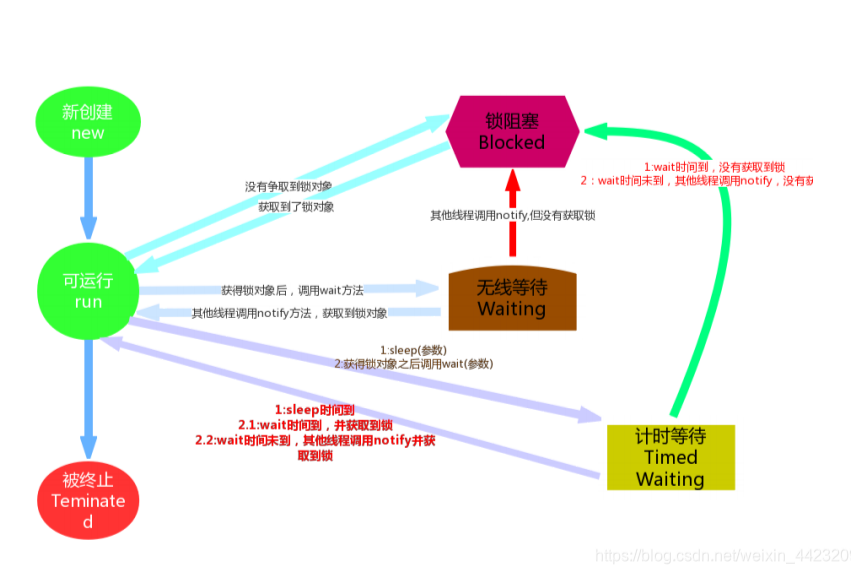 新创建
new
锁阻塞
Blocked
1:wait时间到，没有获取到锁
2：wait时间未到，其他线程调用notify，没有获
没有争取到锁对象
获取到了锁对象
其他线程调用notify,但没有获取锁
可运行
run
获得锁对象后，调用wait方法
其他线程调用notify方法，获取到锁对象
无线等待
Waiting
1:sleep(参数)
2:获得锁对象之后调用wait(参数)
1:sleep时间到
2.1:wait时间到，并获取到锁
2.2:wait时间未到，其他线程调用notify并获
取到锁
计时等待
Timed
Waiting
被终止
Teminate
d
https://blog.csdn.net/weixin_442320